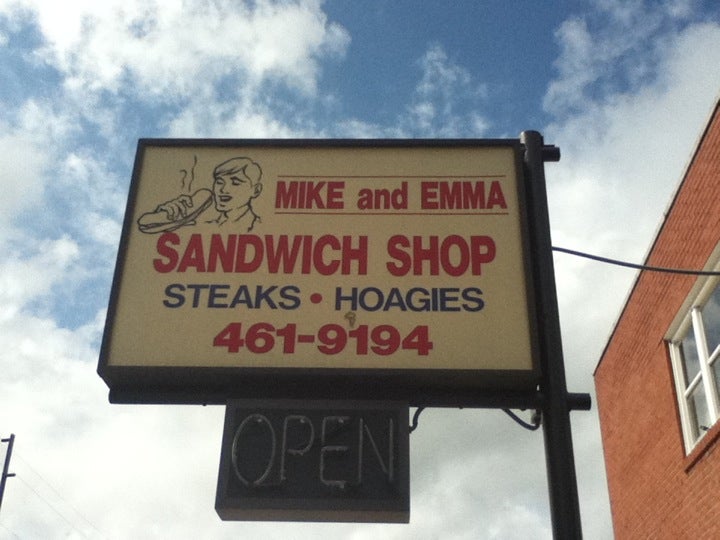 MIKE and EMMA
SANDWICH SHOP
STEAKS • HOAGIES
461-9194
OPEN